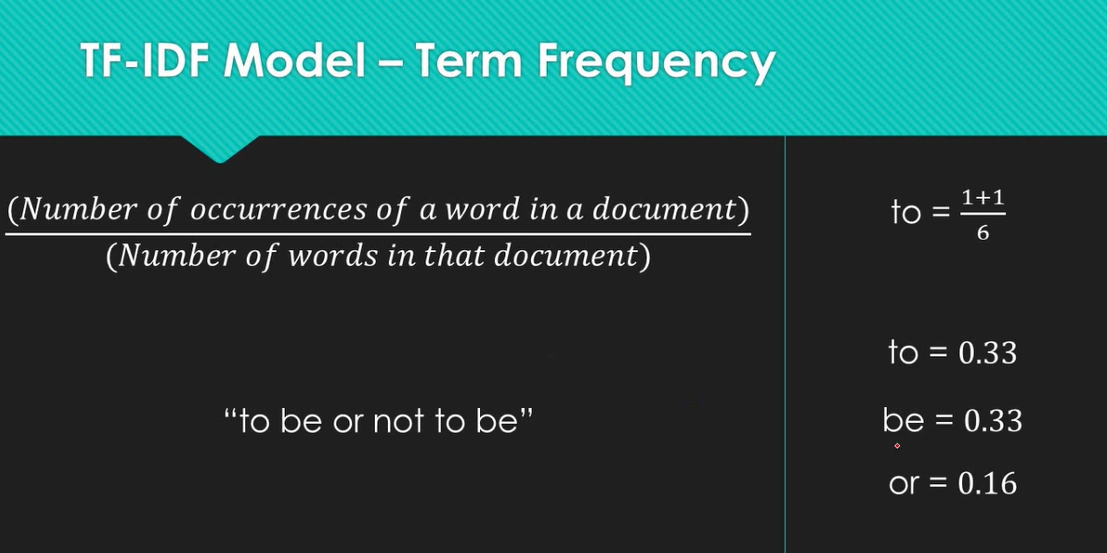 TF-IDF Model – Term Frequency
(Number of occurrences of a word in a document)
(Number of words in that document)
“to be or not to be”
to = 1+1
6
to = 0.33
be = 0.33
or = 0.16